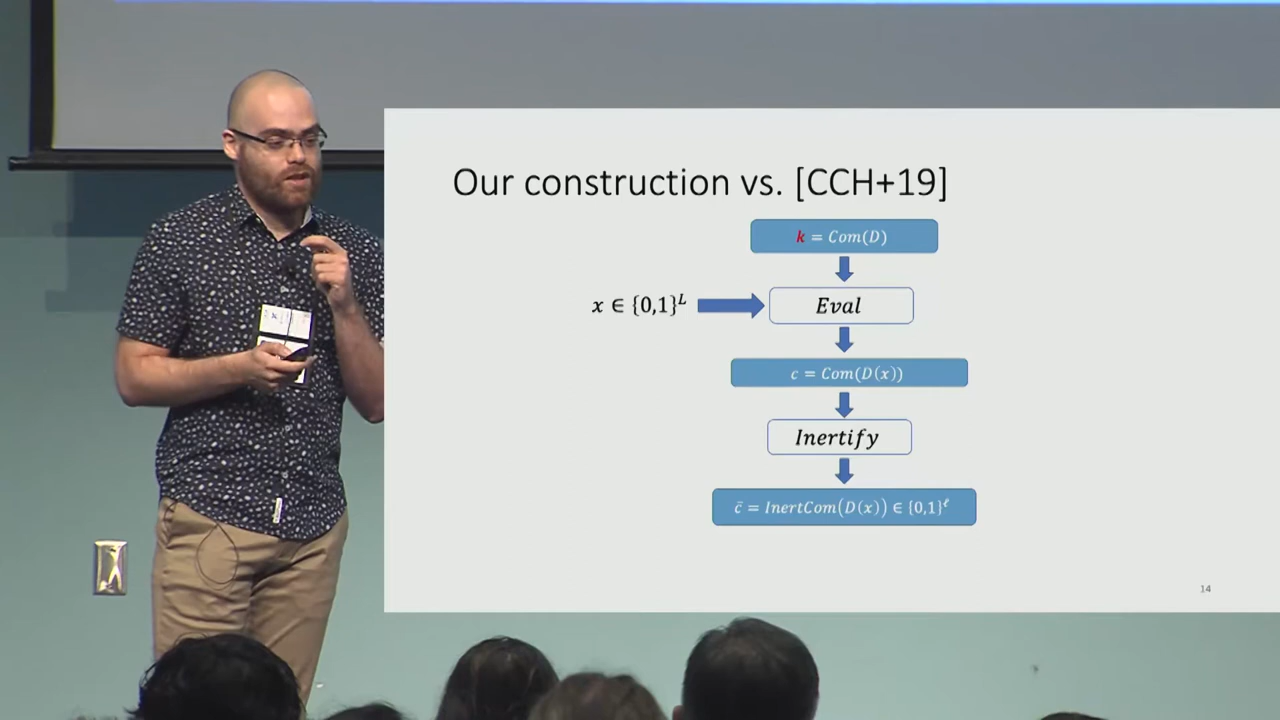 Our construction vs. [CCH+19]
k = Com(D)
x ∈ {0,1}^L
Eval
c = Com(D(x))
Inertify
c̄ = InertCom(D(x)) ∈ {0,1}^ℓ
14